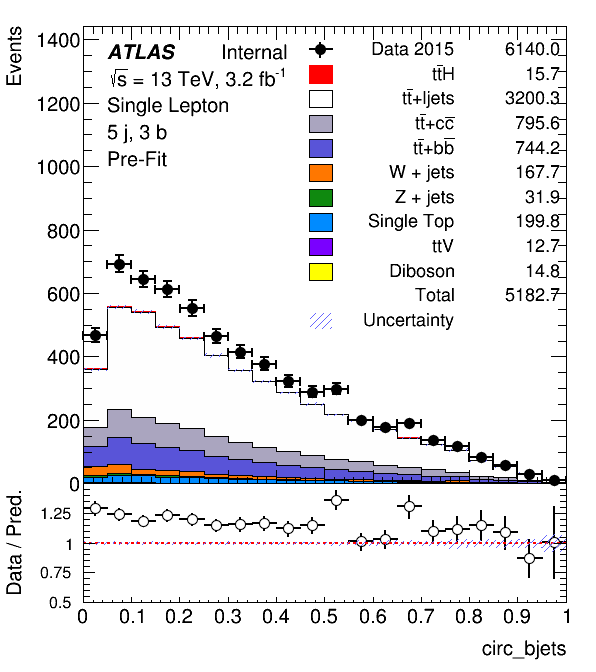 Events
1400
1200
1000
800
600
400
200
0
ATLAS Internal
√s = 13 TeV, 3.2 fb⁻¹
Single Lepton
5 j, 3 b
Pre-Fit
Data 2015 6140.0
tt̄H 15.7
tt̄+ljets 3200.3
tt̄+cc̄ 795.6
tt̄+bb̄ 744.2
W + jets 167.7
Z + jets 31.9
Single Top 199.8
ttV 12.7
Diboson 14.8
Total 5182.7
Uncertainty
Data / Pred.
1.25
1
0.75
0.5
0 0.1 0.2 0.3 0.4 0.5 0.6 0.7 0.8 0.9 1
circ_bjets